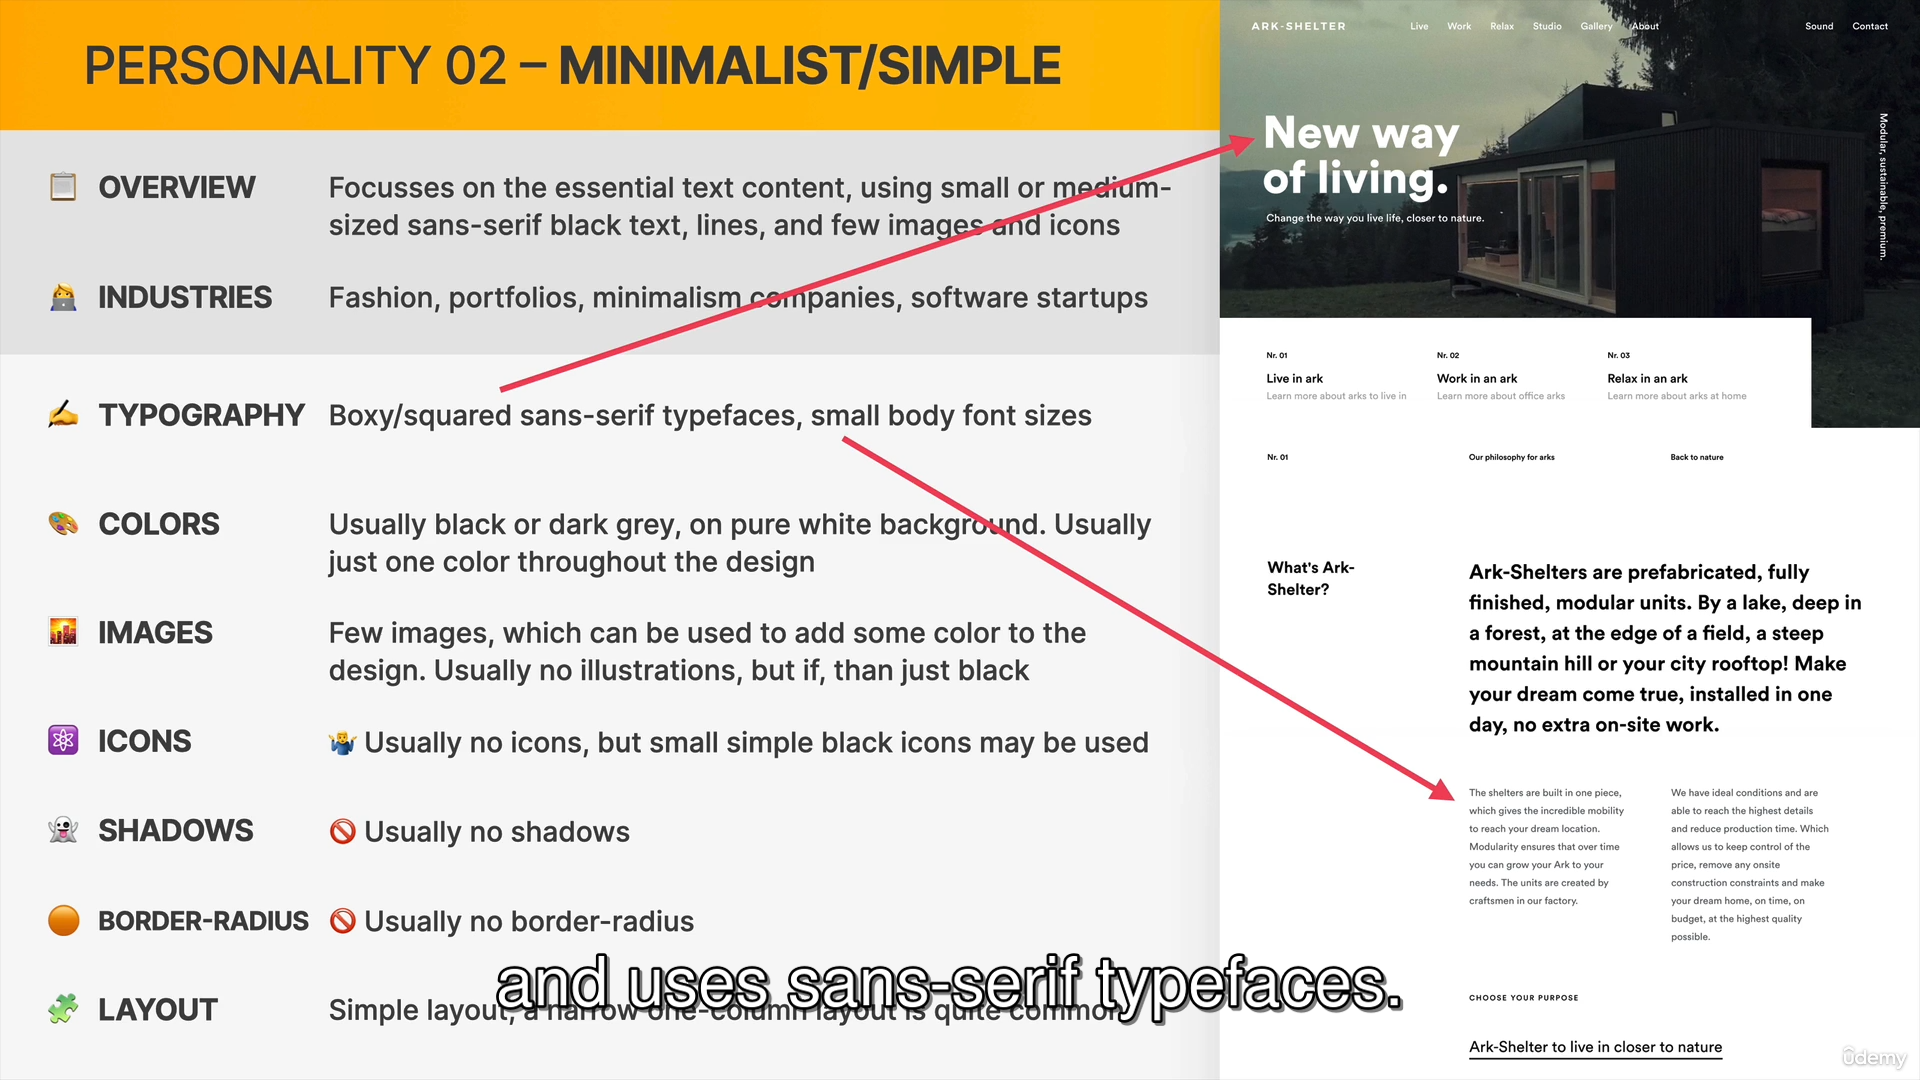 PERSONALITY 02 – MINIMALIST/SIMPLE
OVERVIEW
Focusses on the essential text content, using small or medium-
sized sans-serif black text, lines, and few images and icons
INDUSTRIES
Fashion, portfolios, minimalism companies, software startups
TYPOGRAPHY
Boxy/squared sans-serif typefaces, small body font sizes
COLORS
Usually black or dark grey, on pure white background. Usually
just one color throughout the design
IMAGES
Few images, which can be used to add some color to the
design. Usually no illustrations, but if, than just black
ICONS
Usually no icons, but small simple black icons may be used
SHADOWS
Usually no shadows
BORDER-RADIUS
Usually no border-radius
LAYOUT
Simple layout, a narrow one-column layout is quite common
and uses sans-serif typefaces.
ARK-SHELTER
Live Work Relax Studio Gallery About
Sound Contact
New way
of living.
Change the way you live life, closer to nature.
Modular, sustainable, premium.
Nr. 01
Live in ark
Learn more about arks to live in
Nr. 02
Work in an ark
Learn more about office arks
Nr. 03
Relax in an ark
Learn more about arks at home
Nr. 01
Our philosophy for arks
Back to nature
What's Ark-
Shelter?
Ark-Shelters are prefabricated, fully
finished, modular units. By a lake, deep in
a forest, at the edge of a field, a steep
mountain hill or your city rooftop! Make
your dream come true, installed in one
day, no extra on-site work.
The shelters are built in one piece,
which gives the incredible mobility
to reach your dream location.
Modularity ensures that over time
you can grow your Ark to your
needs. The units are created by
craftsmen in our factory.
We have ideal conditions and are
able to reach the highest details
and reduce production time. Which
allows us to keep control of the
price, remove any onsite
construction constraints and make
your dream home, on time, on
budget, at the highest quality
possible.
CHOOSE YOUR PURPOSE
Ark-Shelter to live in closer to nature
ûdemy